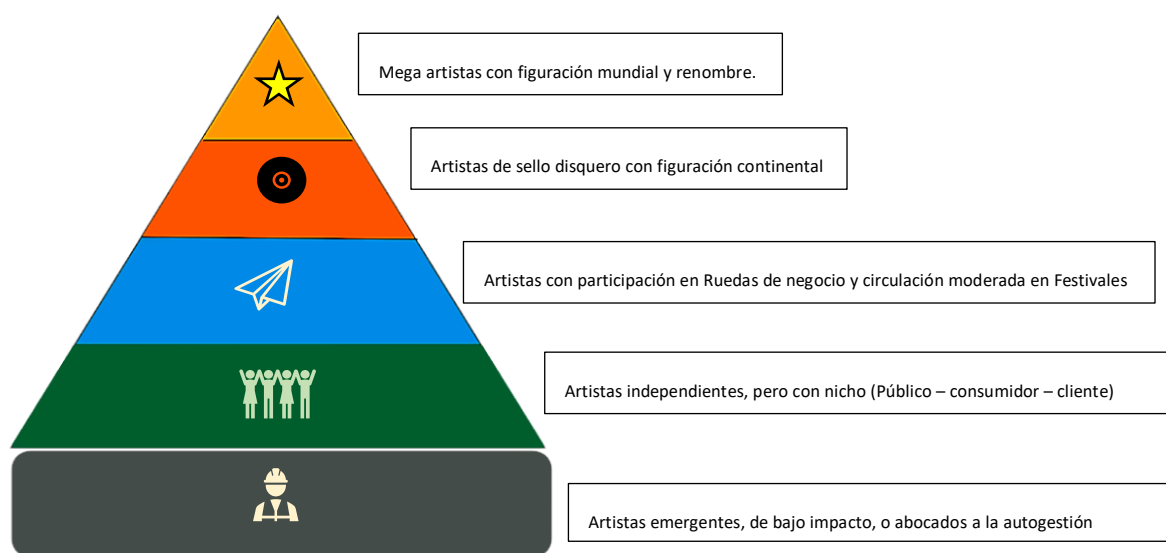 Mega artistas con figuración mundial y renombre.
Artistas de sello disquero con figuración continental
Artistas con participación en Ruedas de negocio y circulación moderada en Festivales
Artistas independientes, pero con nicho (Público – consumidor – cliente)
Artistas emergentes, de bajo impacto, o abocados a la autogestión